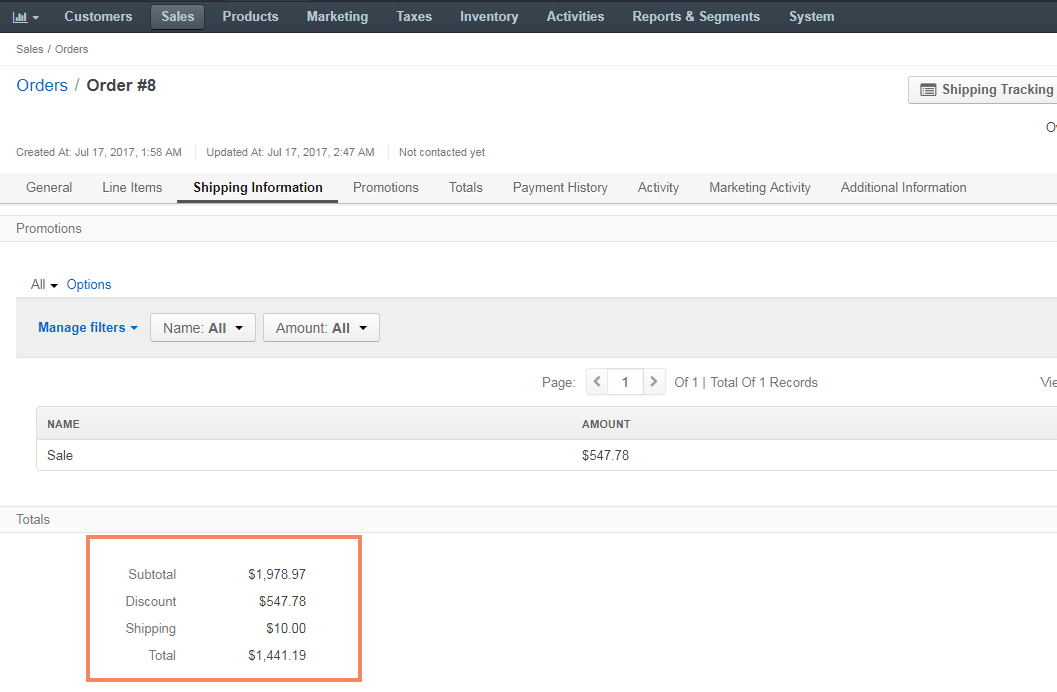 Customers Sales Products Marketing Taxes Inventory Activities Reports & Segments System
Sales / Orders
Orders / Order #8
Shipping Tracking
Created At: Jul 17, 2017, 1:58 AM Updated At: Jul 17, 2017, 2:47 AM Not contacted yet
General Line Items Shipping Information Promotions Totals Payment History Activity Marketing Activity Additional Information
Promotions
All Options
Manage filters Name: All Amount: All
Page: 1 Of 1 | Total Of 1 Records
NAME AMOUNT
Sale $547.78
Totals
Subtotal $1,978.97
Discount $547.78
Shipping $10.00
Total $1,441.19